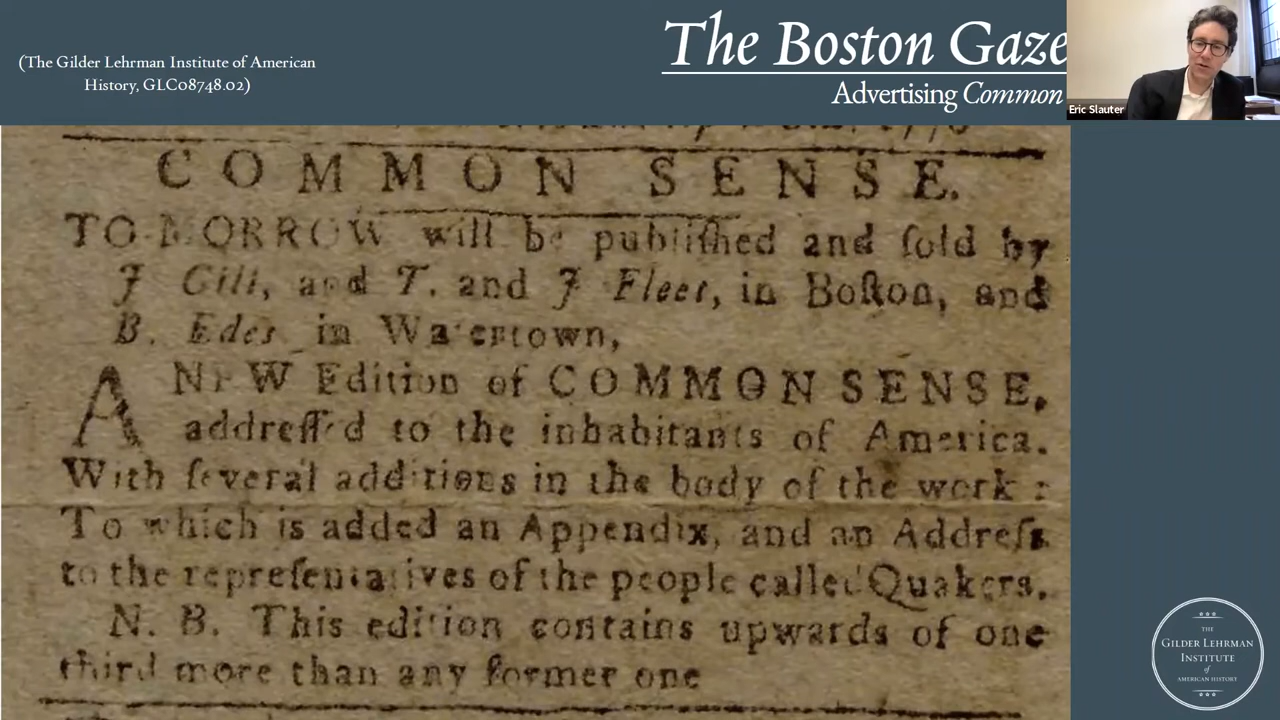 (The Gilder Lehrman Institute of American
History, GLC08748.02)
The Boston Gaze
Advertising Common
Eric Slauter
COMMON SENSE.
TO-MORROW will be publiſhed and ſold by
J Gill, and T. and J Fleet, in Boſton, and
B. Edes in Watertown,
A NEW Edition of COMMON SENSE,
addreſſed to the inhabitants of America.
With ſeveral additions in the body of the work :
To which is added an Appendix, and an Addreſs
to the repreſentatives of the people called Quakers.
N. B. This edition contains upwards of one
third more than any former one
THE
GILDER LEHRMAN
INSTITUTE
of
AMERICAN HISTORY